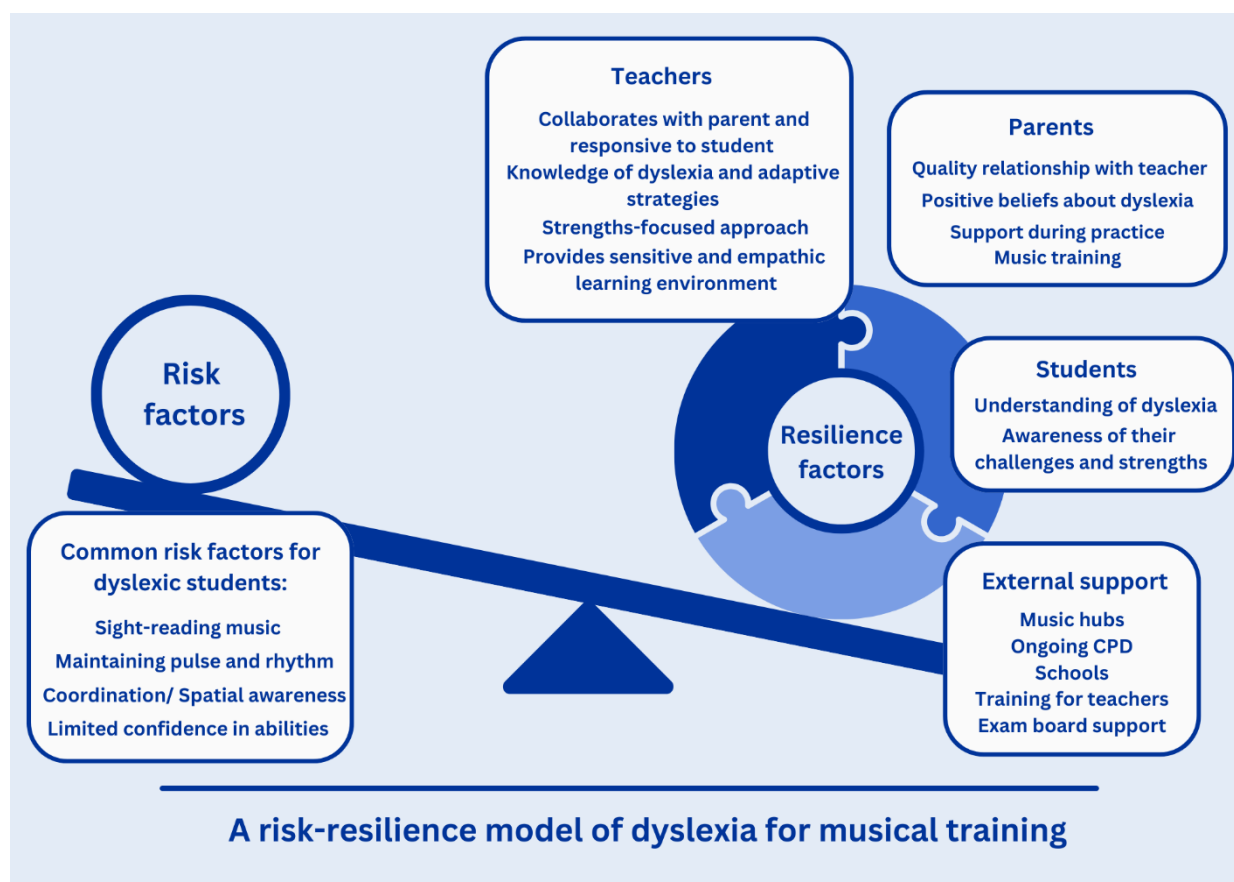 Teachers
Collaborates with parent and
responsive to student
Knowledge of dyslexia and adaptive
strategies
Strengths-focused approach
Provides sensitive and empathic
learning environment
Parents
Quality relationship with teacher
Positive beliefs about dyslexia
Support during practice
Music training
Risk
factors
Resilience
factors
Students
Understanding of dyslexia
Awareness of their
challenges and strengths
Common risk factors for
dyslexic students:
Sight-reading music
Maintaining pulse and rhythm
Coordination/ Spatial awareness
Limited confidence in abilities
External support
Music hubs
Ongoing CPD
Schools
Training for teachers
Exam board support
A risk-resilience model of dyslexia for musical training